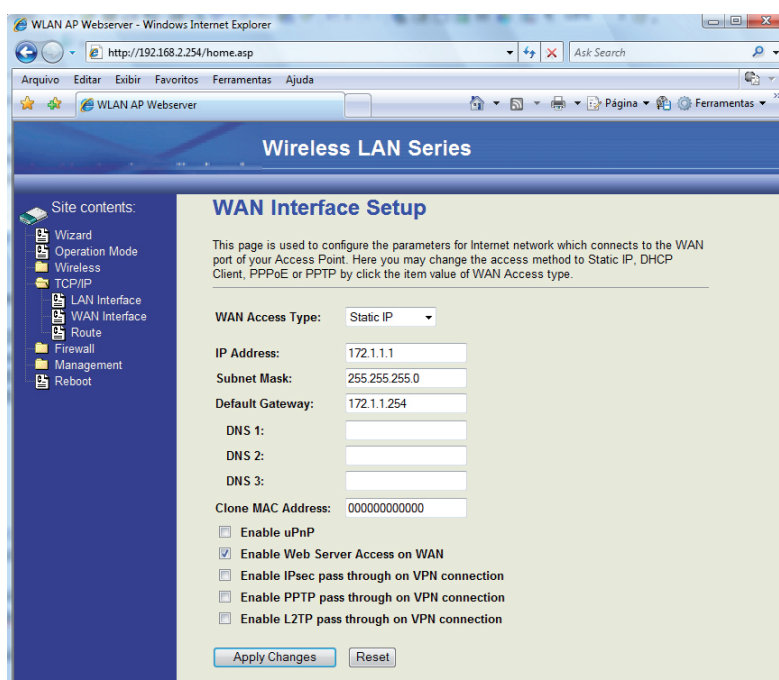 WLAN AP Webserver - Windows Internet Explorer
http://192.168.2.254/home.asp
Ask Search
Arquivo Editar Exibir Favoritos Ferramentas Ajuda
WLAN AP Webserver
Página Ferramentas
Wireless LAN Series
Site contents:
Wizard
Operation Mode
Wireless
TCP/IP
LAN Interface
WAN Interface
Route
Firewall
Management
Reboot
WAN Interface Setup
This page is used to configure the parameters for Internet network which connects to the WAN
port of your Access Point. Here you may change the access method to Static IP, DHCP
Client, PPPoE or PPTP by click the item value of WAN Access type.
WAN Access Type: Static IP
IP Address: 172.1.1.1
Subnet Mask: 255.255.255.0
Default Gateway: 172.1.1.254
DNS 1:
DNS 2:
DNS 3:
Clone MAC Address: 000000000000
Enable uPnP
Enable Web Server Access on WAN
Enable IPsec pass through on VPN connection
Enable PPTP pass through on VPN connection
Enable L2TP pass through on VPN connection
Apply Changes Reset